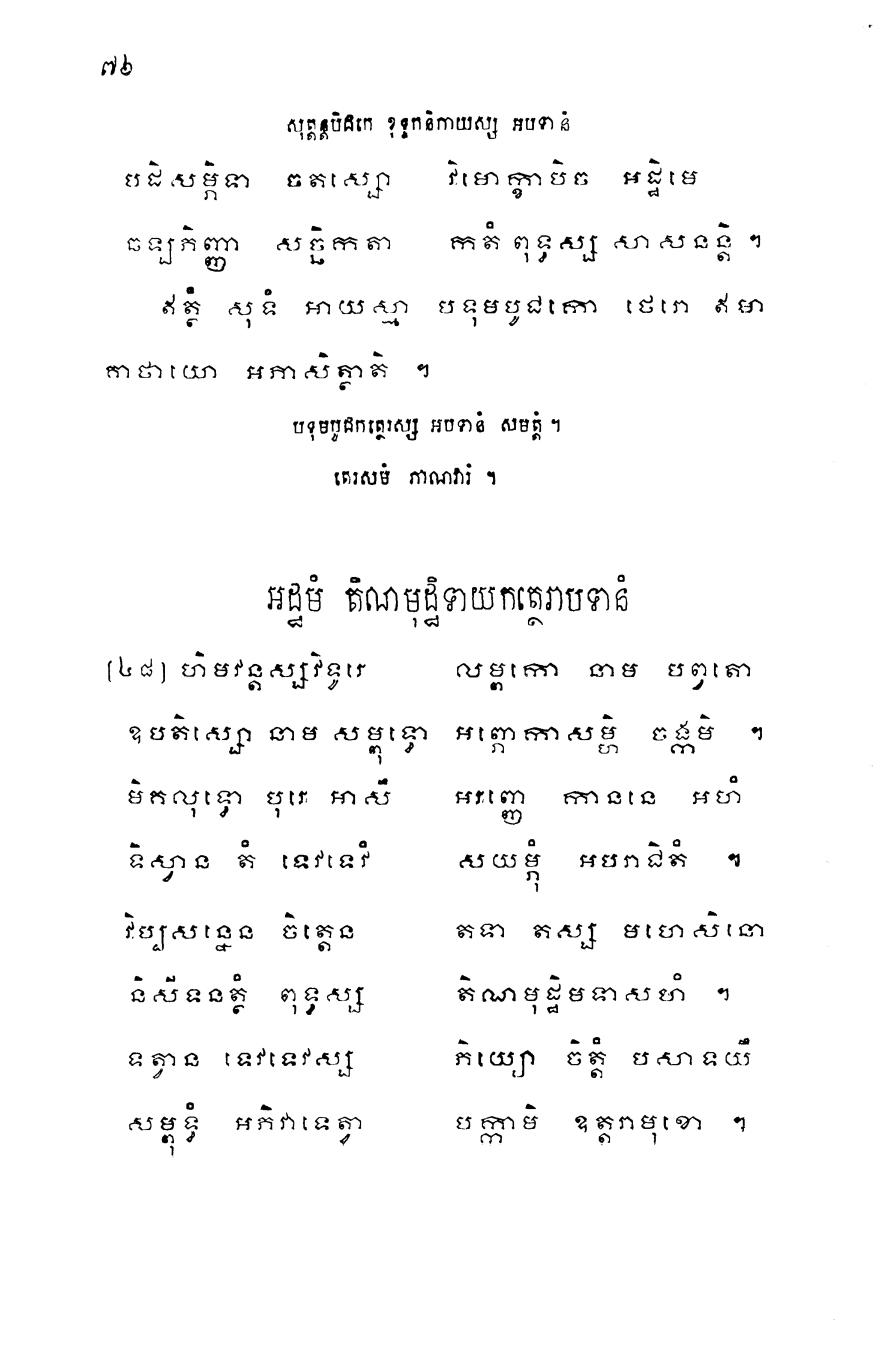 ៧៦
សុត្តន្តបិដកេ ខុទ្ទកនិកាយស្ស អបទានំ
បដិសម្ភិទា ចតស្សោ វិមោក្ខាបិច អដ្ឋិមេ
ឆឡភិញ្ញា សច្ឆិកតា កតំ ពុទ្ធស្ស សាសនន្តិ ។
ឥត្ថំ សុទំ អាយស្មា បទុមបូជកោ ថេរោ ឥមា
គាថាយោ អភាសិត្ថាតិ ។
បទុមបូជកត្ថេរស្ស អបទានំ សមត្តំ ។
តេរសមំ ភាណវារំ ។
អដ្ឋមំ តិណមុដ្ឋិទាយកត្ថេរាបទានំ
[៤៨] ហិមវន្តស្សវិទូរេ លម្ពកោ នាម បព្វតោ
ឧបតិស្សោ នាម សម្ពុទ្ធោ អព្ភោកាសម្ហិ ចង្កមិ ។
មិគលុទ្ធោ បុរេ អាសឹ អរញ្ញេ កាននេ អហំ
ទិស្វាន តំ ទេវទេវំ សយម្ភុំ អបរាជិតំ ។
វិប្បសន្នេន ចិត្តេន តទា តស្ស មហេសិនោ
និសីទនត្ថំ ពុទ្ធស្ស តិណមុដ្ឋិមទាសហំ ។
ទត្វាន ទេវទេវស្ស ភិយ្យោ ចិត្តំ បសាទយឹ
សម្ពុទ្ធំ អភិវាទេត្វា បក្កាមិ ឧត្តរាមុខោ ។